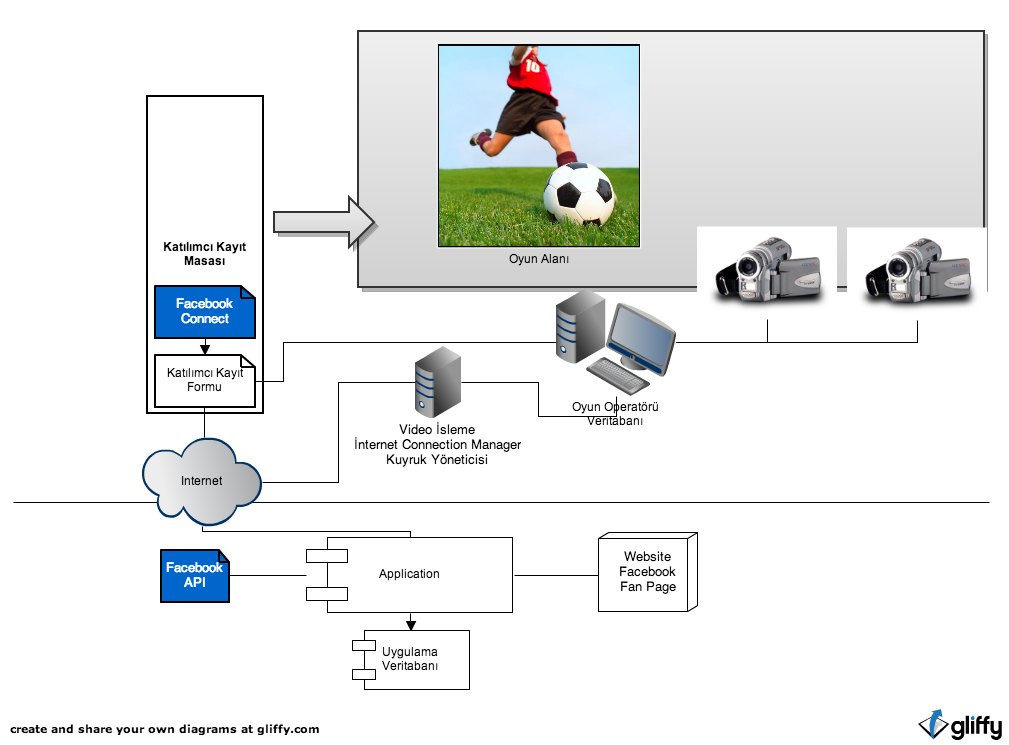 10
Oyun Alanı
Katılımcı Kayıt
Masası
Facebook
Connect
Katılımcı Kayıt
Formu
Oyun Operatörü
Veritabanı
Video İsleme
İnternet Connection Manager
Kuyruk Yöneticisi
Internet
Facebook
API
Application
Website
Facebook
Fan Page
Uygulama
Veritabanı
create and share your own diagrams at gliffy.com
gliffy